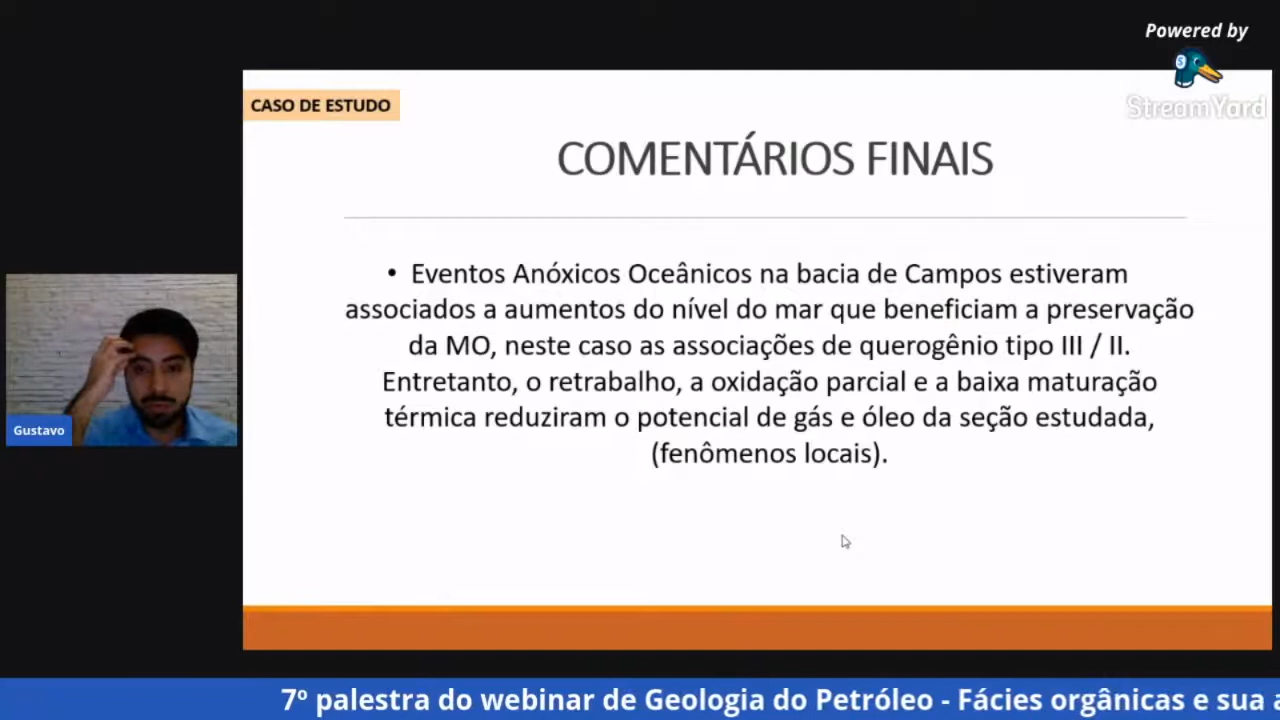 Powered by
StreamYard
CASO DE ESTUDO
COMENTÁRIOS FINAIS
• Eventos Anóxicos Oceânicos na bacia de Campos estiveram
associados a aumentos do nível do mar que beneficiam a preservação
da MO, neste caso as associações de querogênio tipo III / II.
Entretanto, o retrabalho, a oxidação parcial e a baixa maturação
térmica reduziram o potencial de gás e óleo da seção estudada,
(fenômenos locais).
Gustavo
7º palestra do webinar de Geologia do Petróleo - Fácies orgânicas e sua